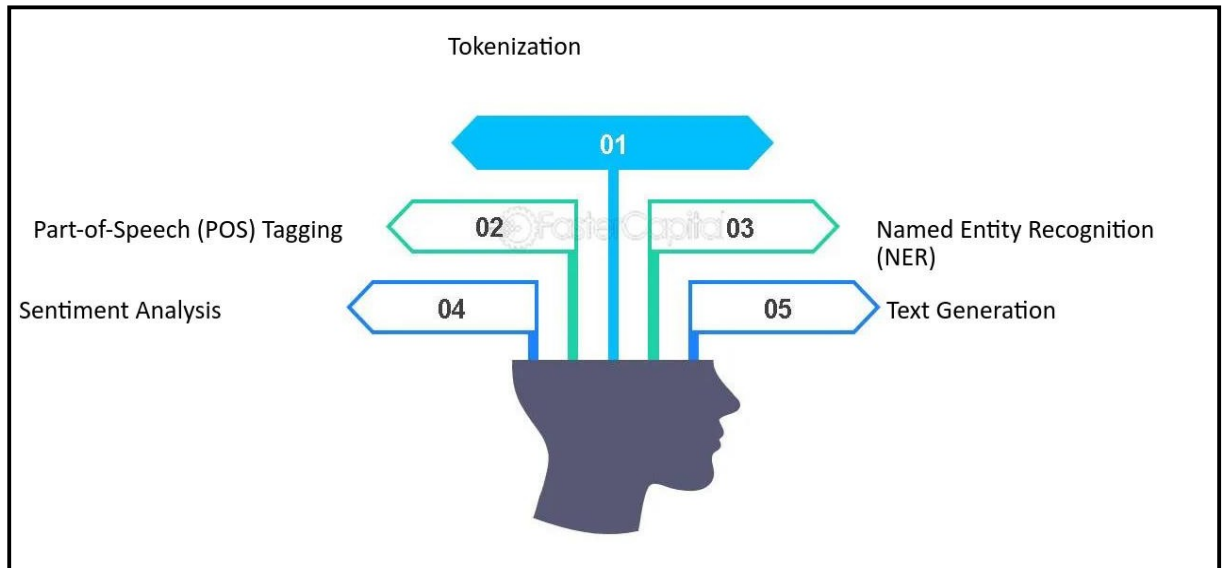 Tokenization
01
Part-of-Speech (POS) Tagging
02
FasterCapital
03
Named Entity Recognition
(NER)
Sentiment Analysis
04
05
Text Generation